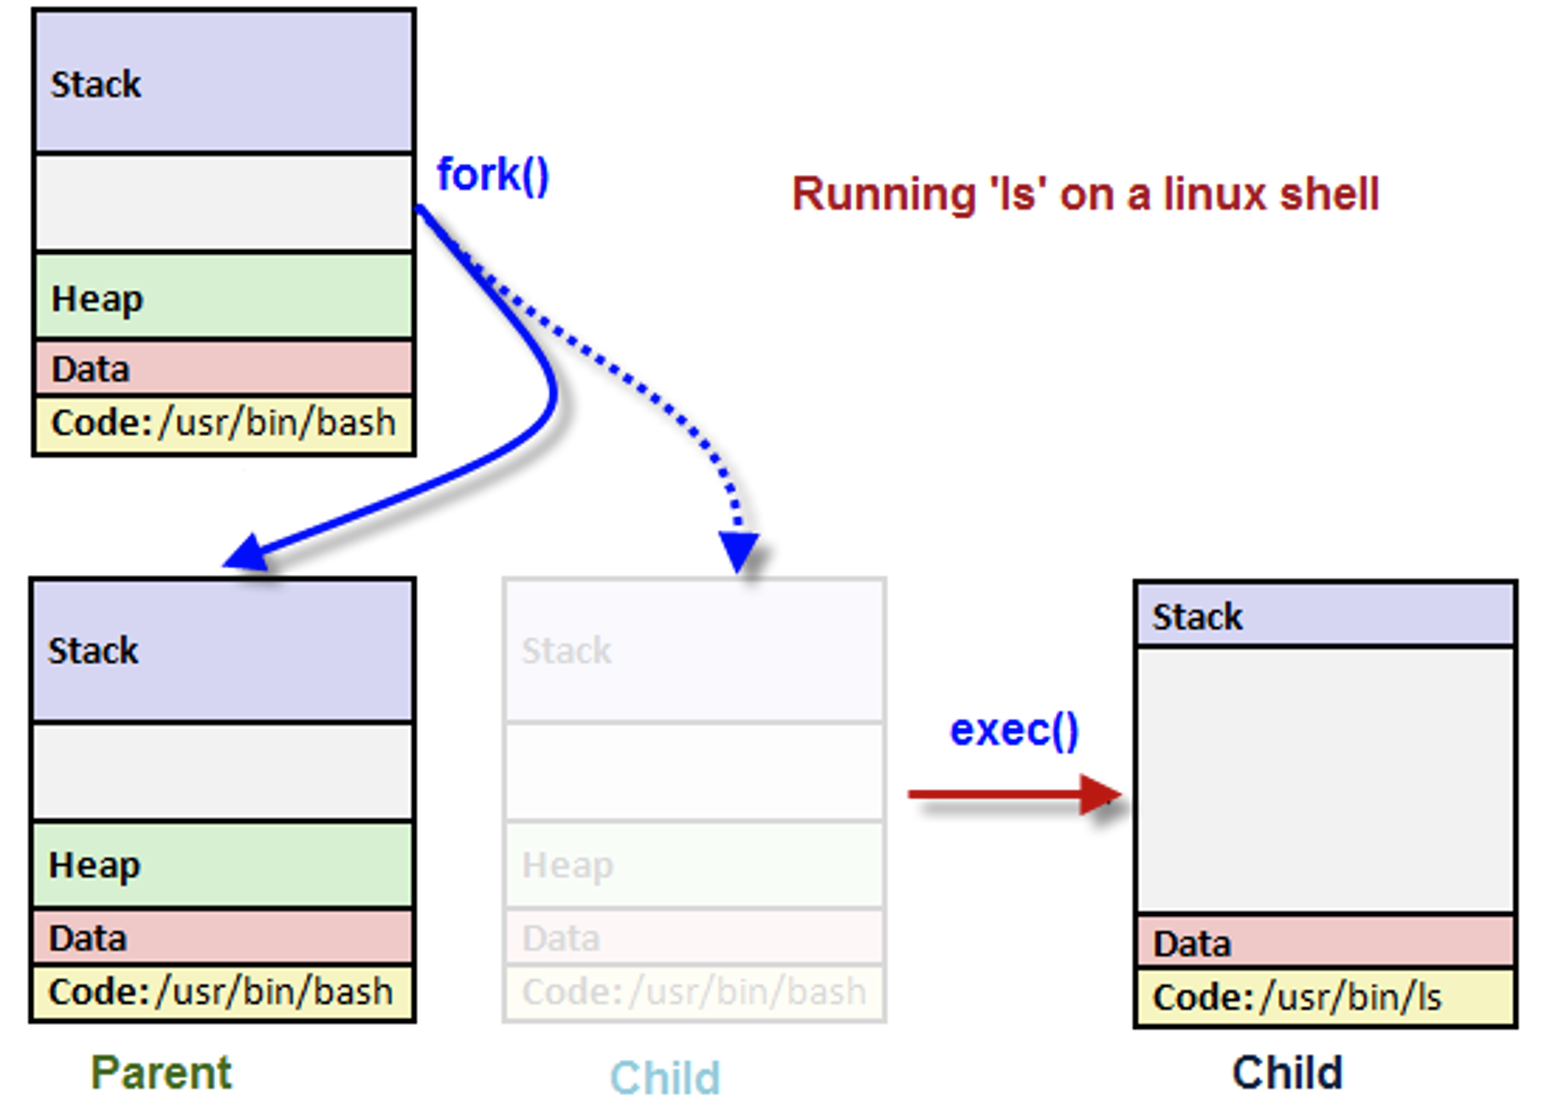 Stack
fork()
Running 'ls' on a linux shell
Heap
Data
Code: /usr/bin/bash
Stack
Heap
Data
Code: /usr/bin/bash
Parent
Stack
Heap
Data
Code: /usr/bin/bash
Child
exec()
Stack
Data
Code: /usr/bin/ls
Child